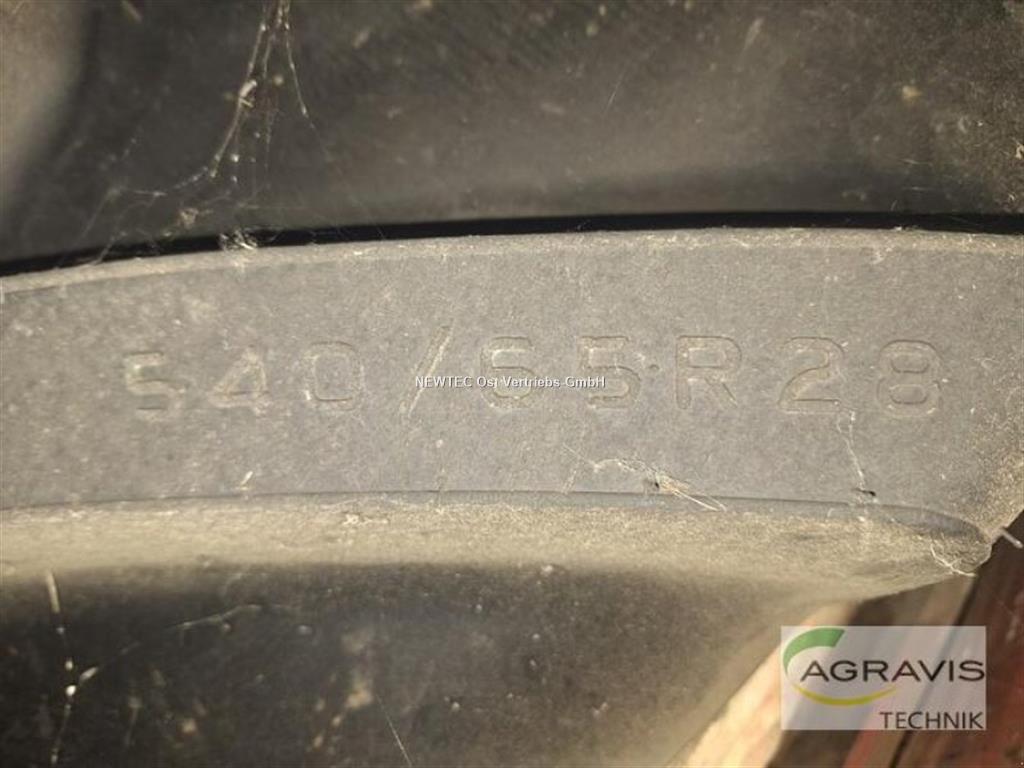 540/65R28
NEWTEC Ost Vertriebs GmbH
AGRAVIS
TECHNIK